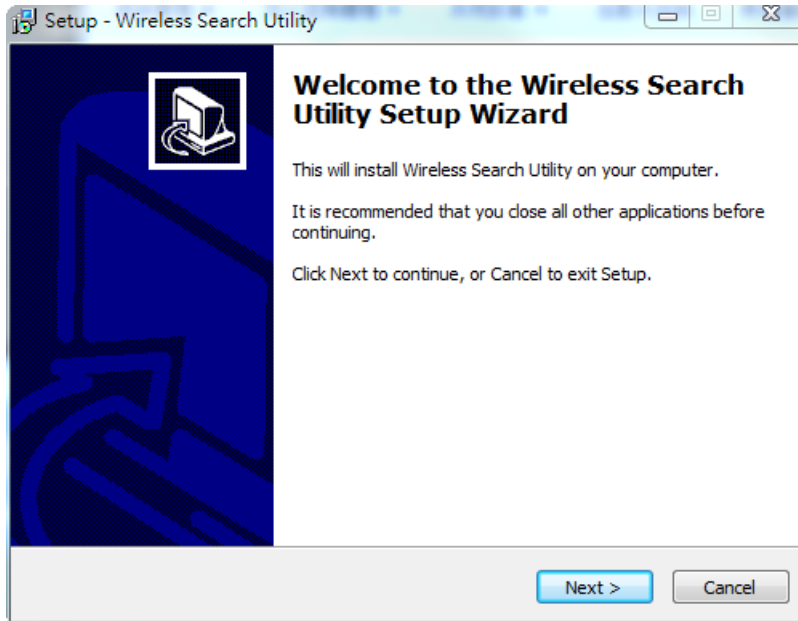 Setup - Wireless Search Utility
Welcome to the Wireless Search
Utility Setup Wizard
This will install Wireless Search Utility on your computer.
It is recommended that you close all other applications before
continuing.
Click Next to continue, or Cancel to exit Setup.
Next >
Cancel